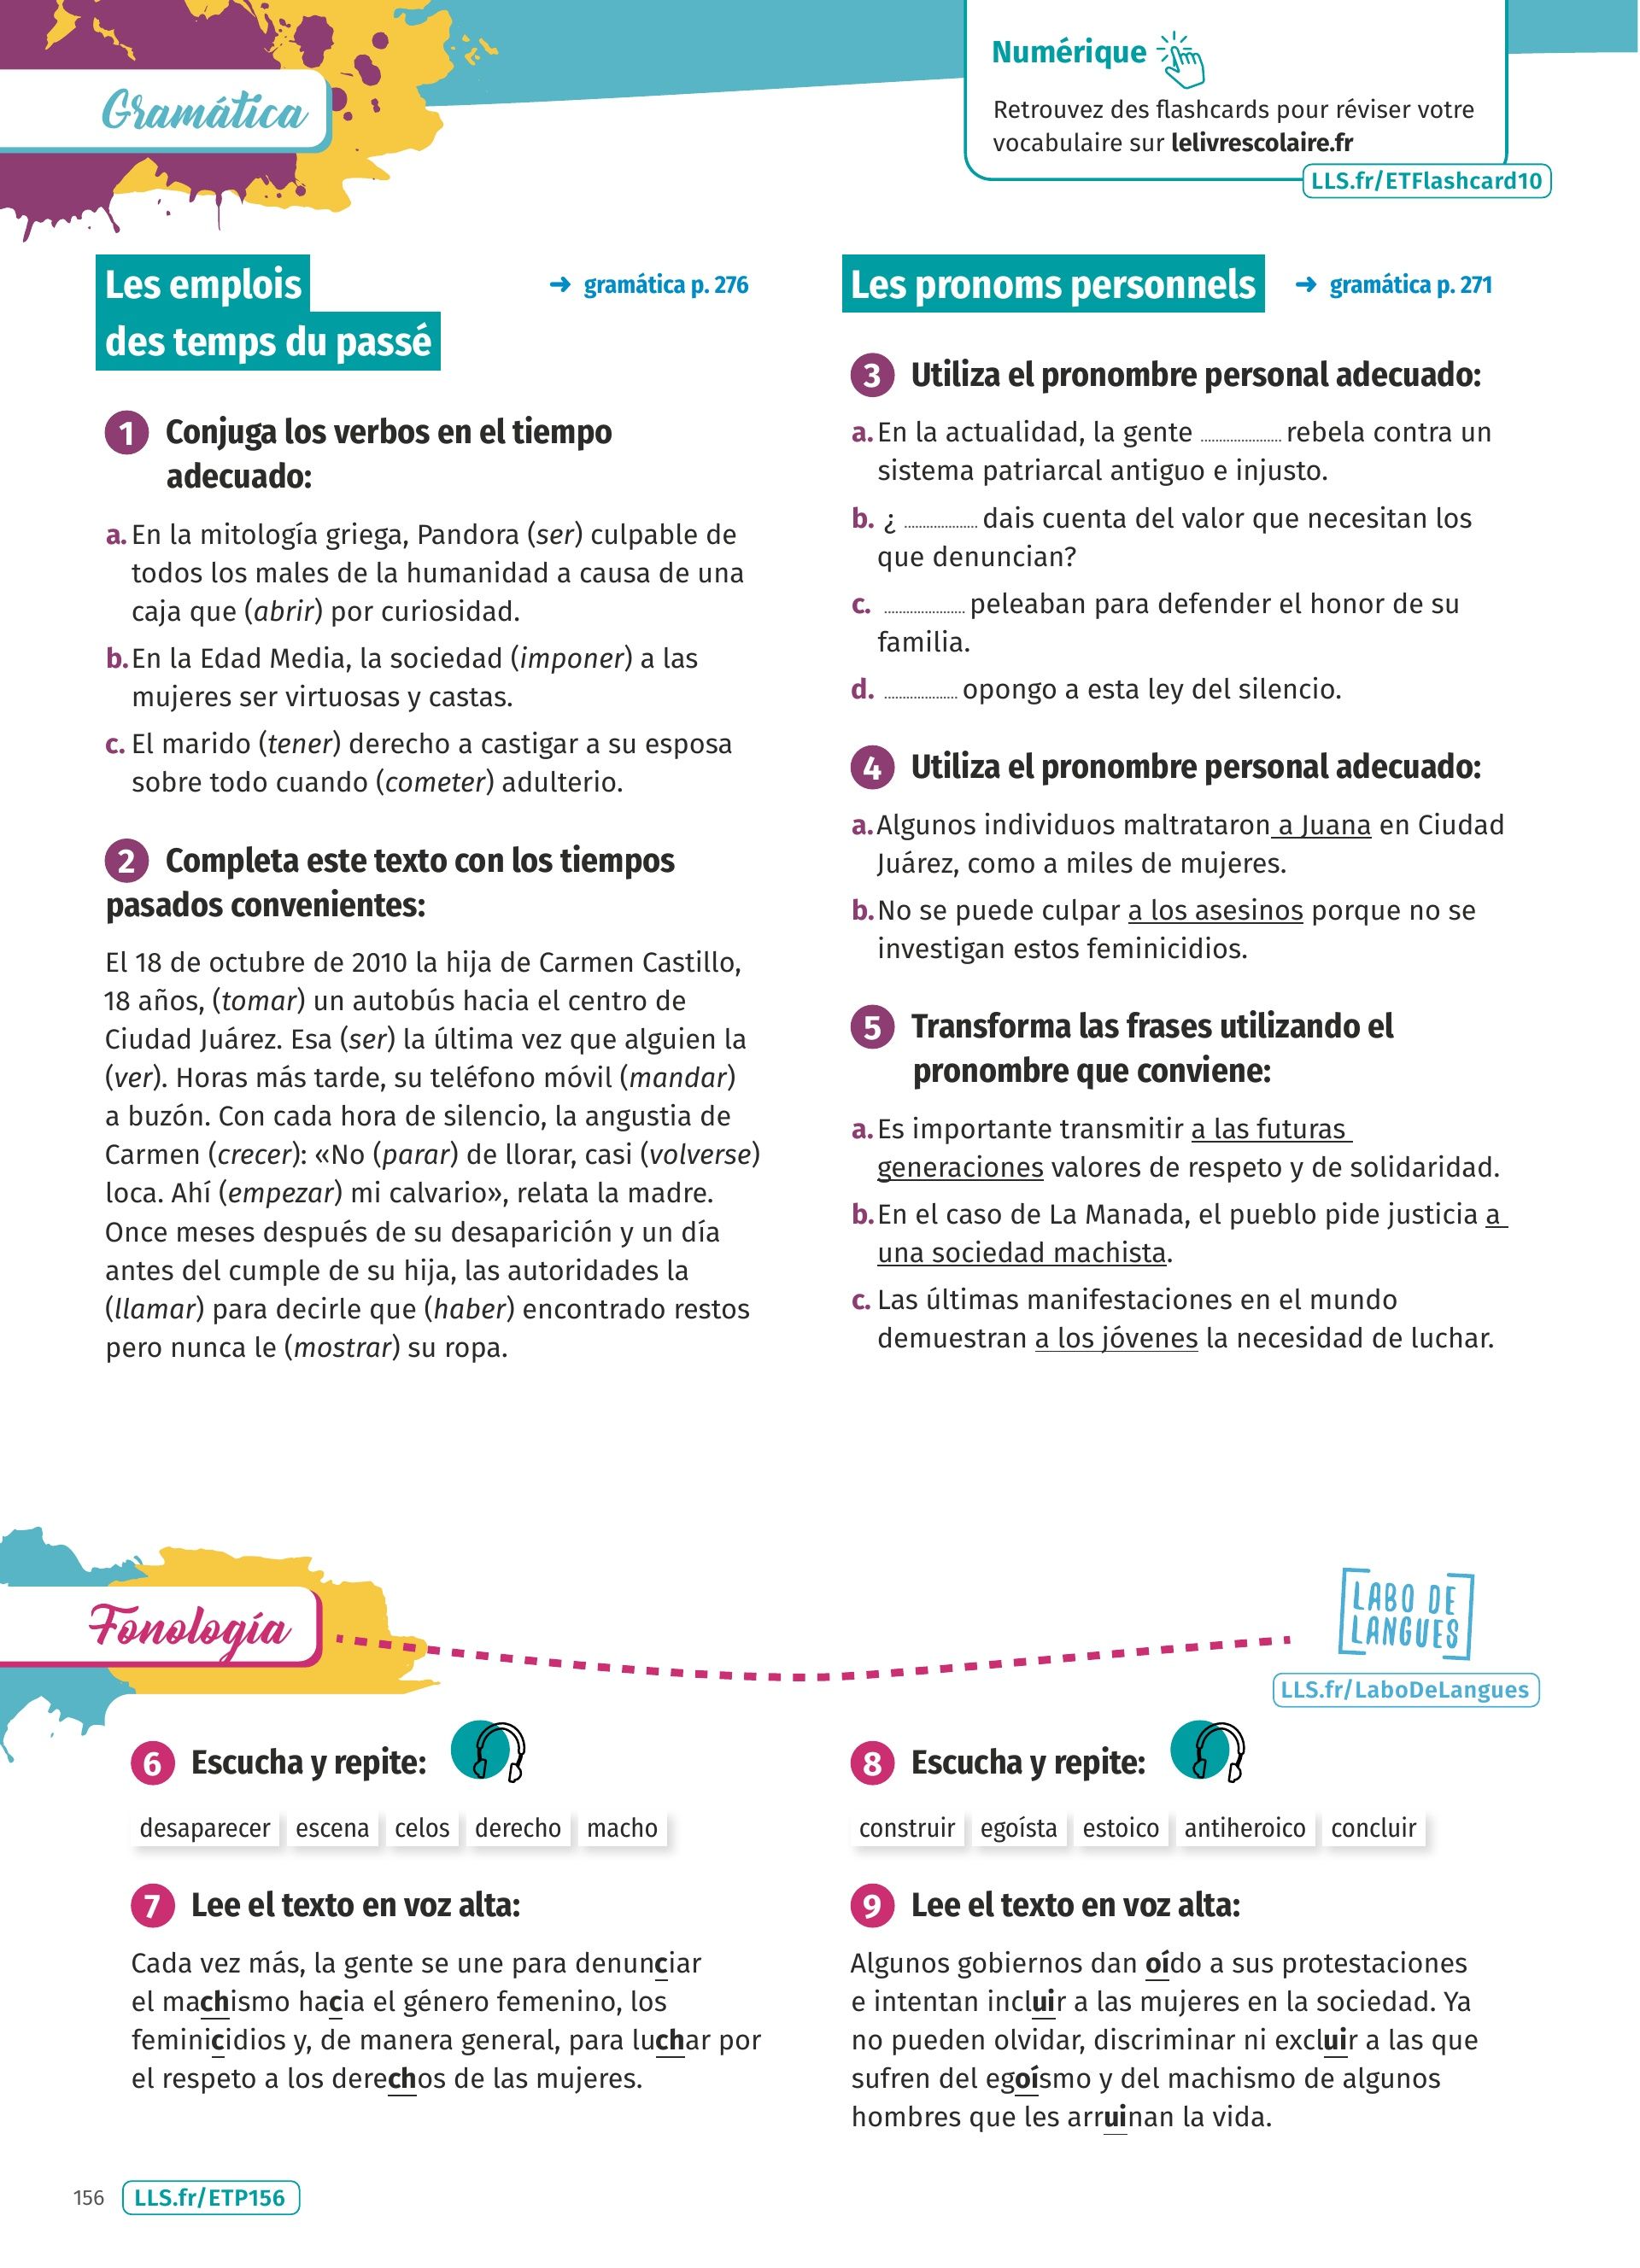 Gramática
Numérique
Retrouvez des flashcards pour réviser votre
vocabulaire sur lelivrescolaire.fr
LLS.fr/ETFlashcard10
Les emplois
des temps du passé
➜ gramática p. 276
1 Conjuga los verbos en el tiempo
adecuado:
a. En la mitología griega, Pandora (ser) culpable de
todos los males de la humanidad a causa de una
caja que (abrir) por curiosidad.
b. En la Edad Media, la sociedad (imponer) a las
mujeres ser virtuosas y castas.
c. El marido (tener) derecho a castigar a su esposa
sobre todo cuando (cometer) adulterio.
2 Completa este texto con los tiempos
pasados convenientes:
El 18 de octubre de 2010 la hija de Carmen Castillo,
18 años, (tomar) un autobús hacia el centro de
Ciudad Juárez. Esa (ser) la última vez que alguien la
(ver). Horas más tarde, su teléfono móvil (mandar)
a buzón. Con cada hora de silencio, la angustia de
Carmen (crecer): «No (parar) de llorar, casi (volverse)
loca. Ahí (empezar) mi calvario», relata la madre.
Once meses después de su desaparición y un día
antes del cumple de su hija, las autoridades la
(llamar) para decirle que (haber) encontrado restos
pero nunca le (mostrar) su ropa.
Les pronoms personnels
➜ gramática p. 271
3 Utiliza el pronombre personal adecuado:
a. En la actualidad, la gente ........ rebela contra un
sistema patriarcal antiguo e injusto.
b. ¿ ........ dais cuenta del valor que necesitan los
que denuncian?
c. ........ peleaban para defender el honor de su
familia.
d. ........ opongo a esta ley del silencio.
4 Utiliza el pronombre personal adecuado:
a. Algunos individuos maltrataron a Juana en Ciudad
Juárez, como a miles de mujeres.
b. No se puede culpar a los asesinos porque no se
investigan estos feminicidios.
5 Transforma las frases utilizando el
pronombre que conviene:
a. Es importante transmitir a las futuras
generaciones valores de respeto y de solidaridad.
b. En el caso de La Manada, el pueblo pide justicia a
una sociedad machista.
c. Las últimas manifestaciones en el mundo
demuestran a los jóvenes la necesidad de luchar.
Fonología
LABO DE
LANGUES
LLS.fr/LaboDeLangues
6 Escucha y repite:
desaparecer escena celos derecho macho
7 Lee el texto en voz alta:
Cada vez más, la gente se une para denunciar
el machismo hacia el género femenino, los
feminicidios y, de manera general, para luchar por
el respeto a los derechos de las mujeres.
8 Escucha y repite:
construir egoísta estoico antiheroico concluir
9 Lee el texto en voz alta:
Algunos gobiernos dan oído a sus protestaciones
e intentan incluir a las mujeres en la sociedad. Ya
no pueden olvidar, discriminar ni excluir a las que
sufren del egoísmo y del machismo de algunos
hombres que les arruinan la vida.
156 LLS.fr/ETP156